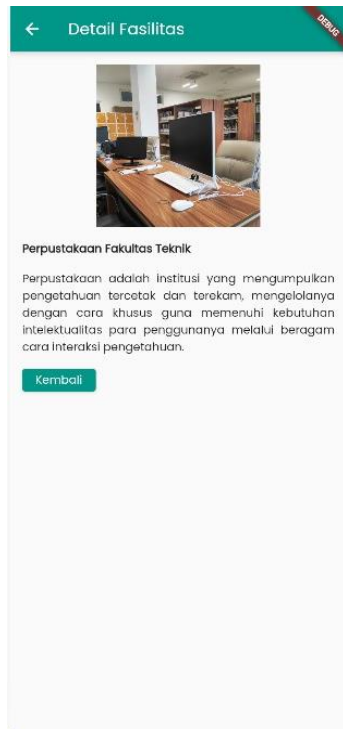 Detail Fasilitas
DEBUG
Perpustakaan Fakultas Teknik
Perpustakaan adalah institusi yang mengumpulkan
pengetahuan tercetak dan terekam, mengelolanya
dengan cara khusus guna memenuhi kebutuhan
intelektualitas para penggunanya melalui beragam
cara interaksi pengetahuan.
Kembali